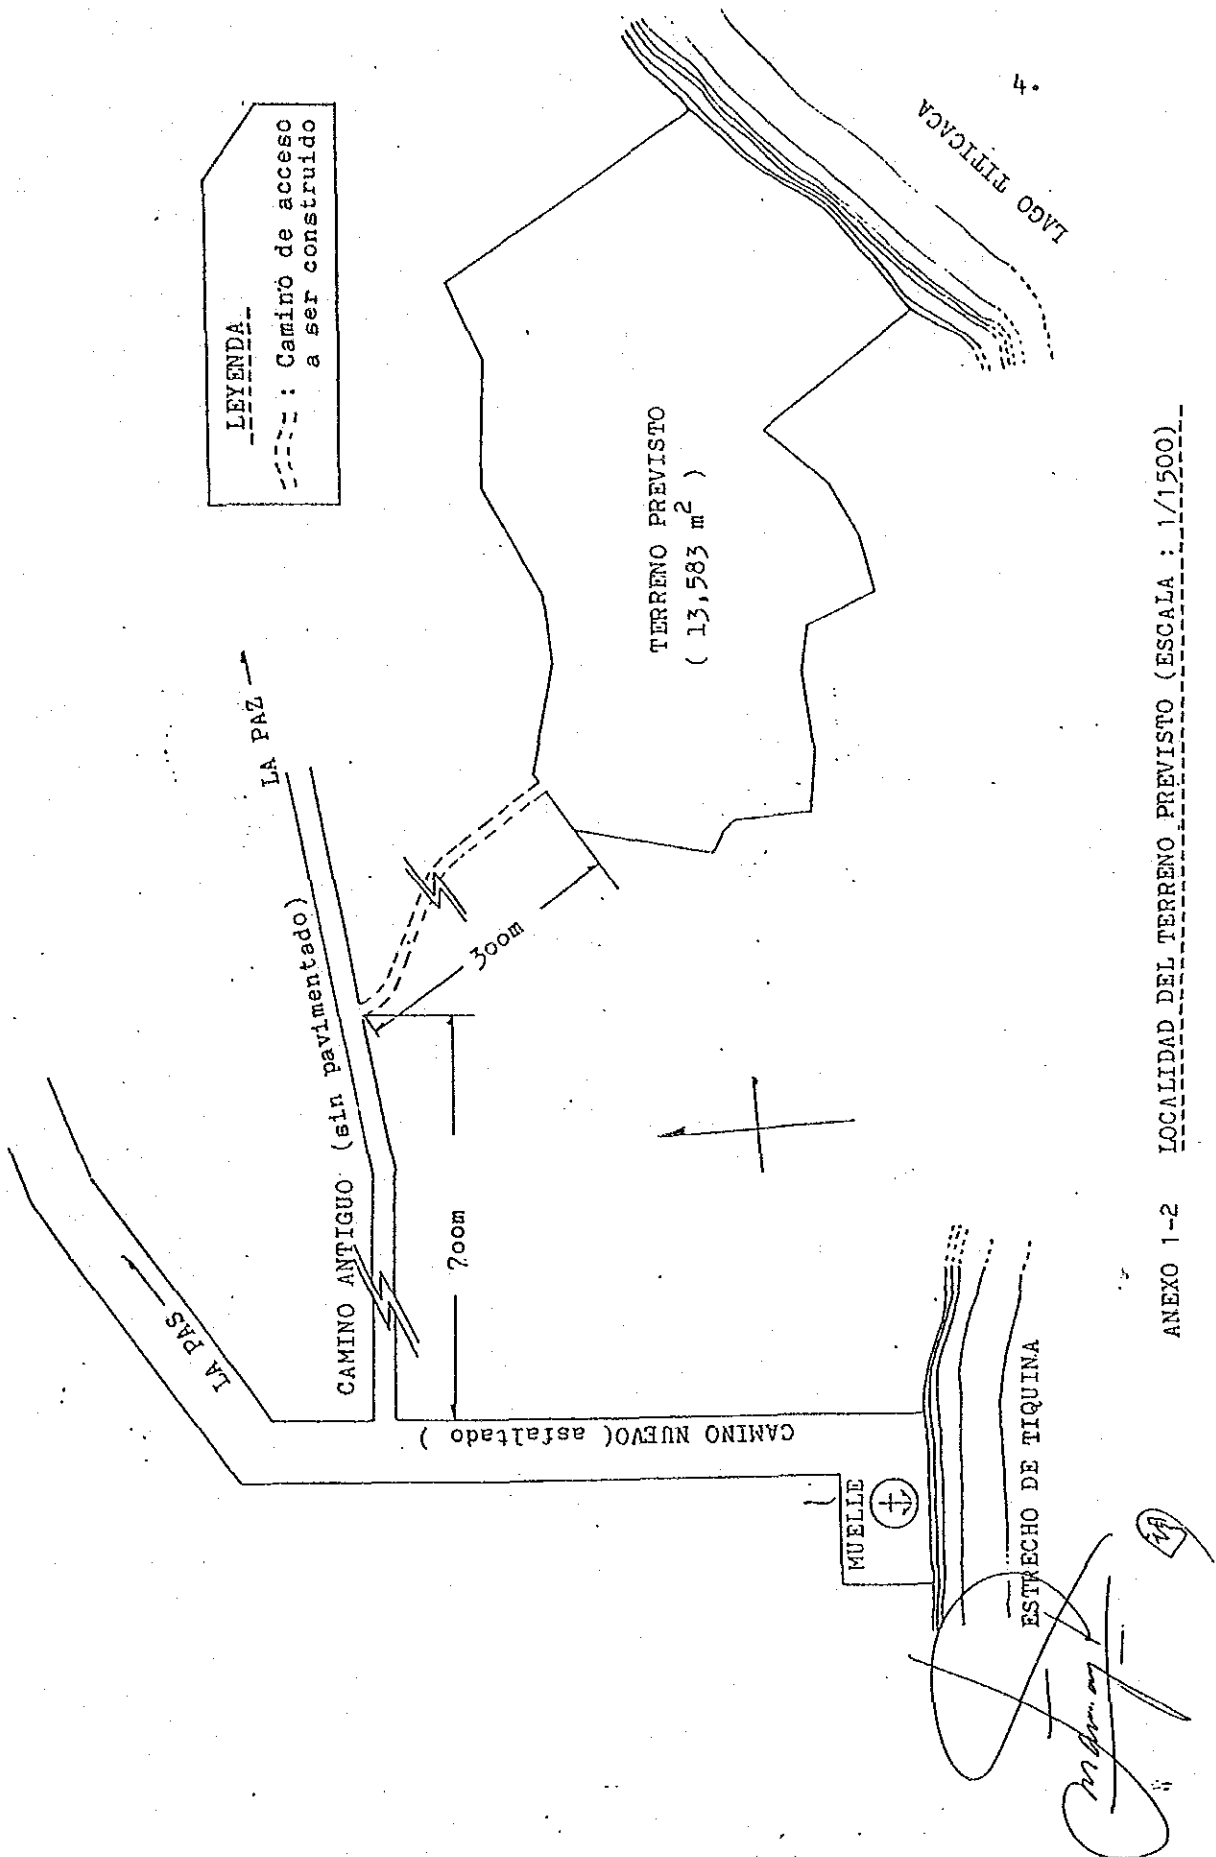 LEYENDA
: Camino de acceso
a ser construido
LA PAZ
LA PAS
CAMINO ANTIGUO (sin pavimentado)
700m
300m
CAMINO NUEVO( asfaltado )
TERRENO PREVISTO
( 13,583 m² )
LAGO TITICACA
4.
MUELLE
ESTRECHO DE TIQUINA
ANEXO 1-2 LOCALIDAD DEL TERRENO PREVISTO (ESCALA : 1/1500)